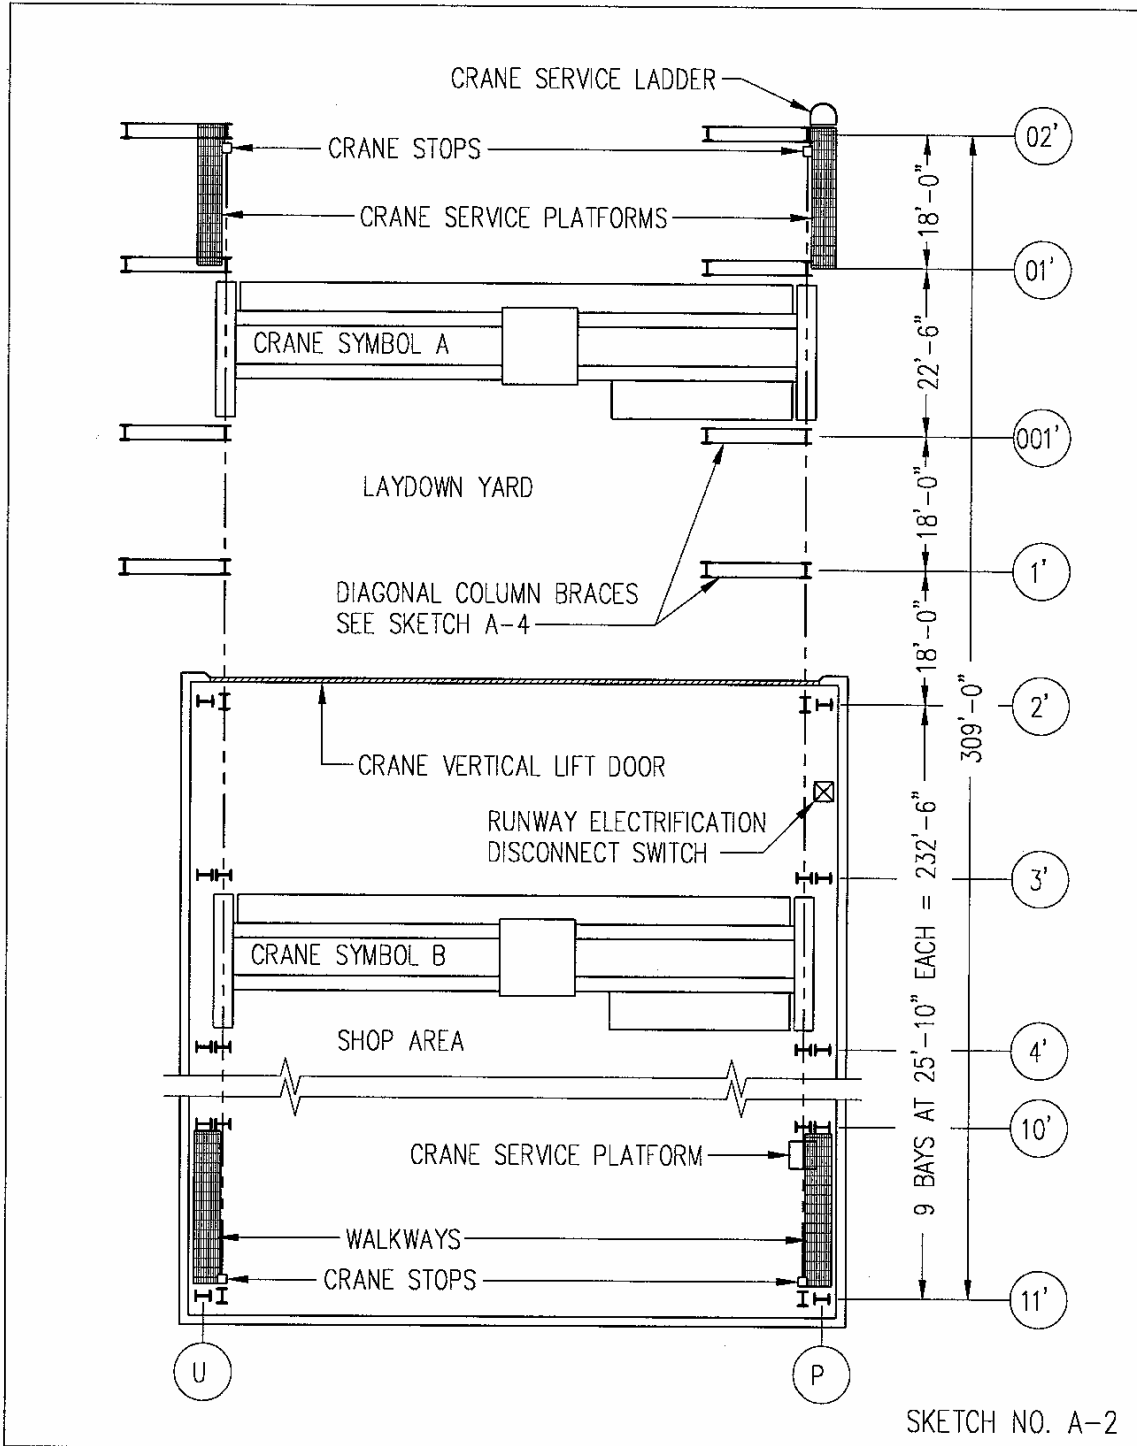 CRANE SERVICE LADDER
02'
CRANE STOPS
18'-0"
CRANE SERVICE PLATFORMS
01'
CRANE SYMBOL A
22'-6"
001'
LAYDOWN YARD
18'-0"
1'
DIAGONAL COLUMN BRACES
SEE SKETCH A-4
18'-0"
2'
309'-0"
CRANE VERTICAL LIFT DOOR
RUNWAY ELECTRIFICATION
DISCONNECT SWITCH
3'
9 BAYS AT 25'-10" EACH = 232'-6"
CRANE SYMBOL B
SHOP AREA
4'
10'
CRANE SERVICE PLATFORM
WALKWAYS
CRANE STOPS
11'
U
P
SKETCH NO. A-2